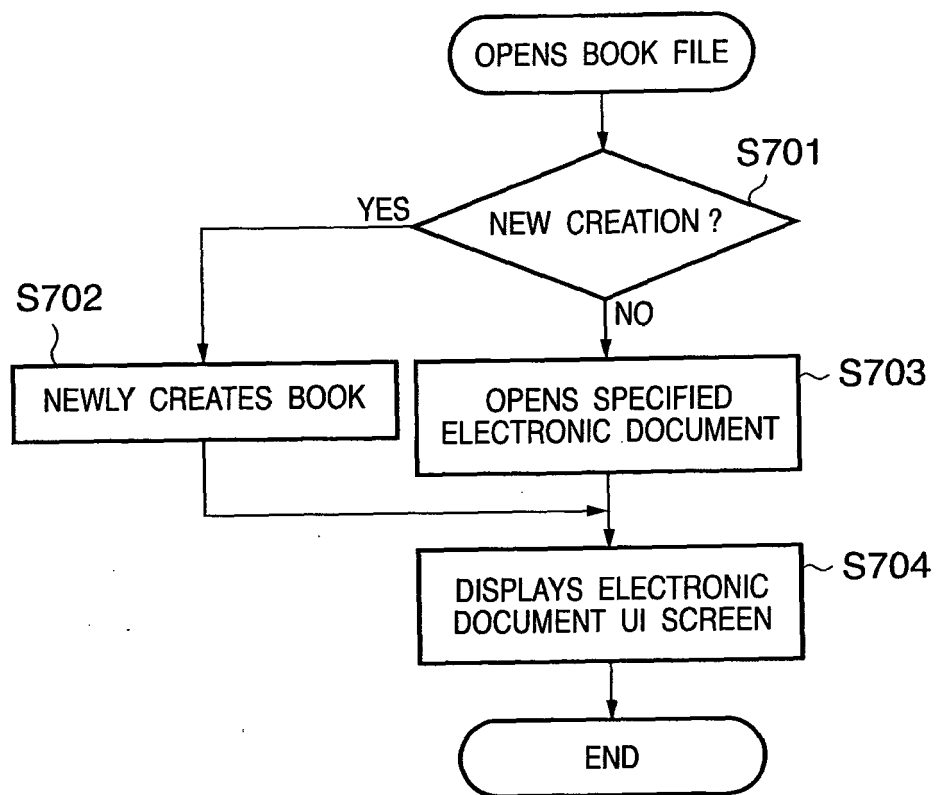 OPENS BOOK FILE
S701
NEW CREATION ?
YES
NO
S702
NEWLY CREATES BOOK
S703
OPENS SPECIFIED
ELECTRONIC DOCUMENT
S704
DISPLAYS ELECTRONIC
DOCUMENT UI SCREEN
END